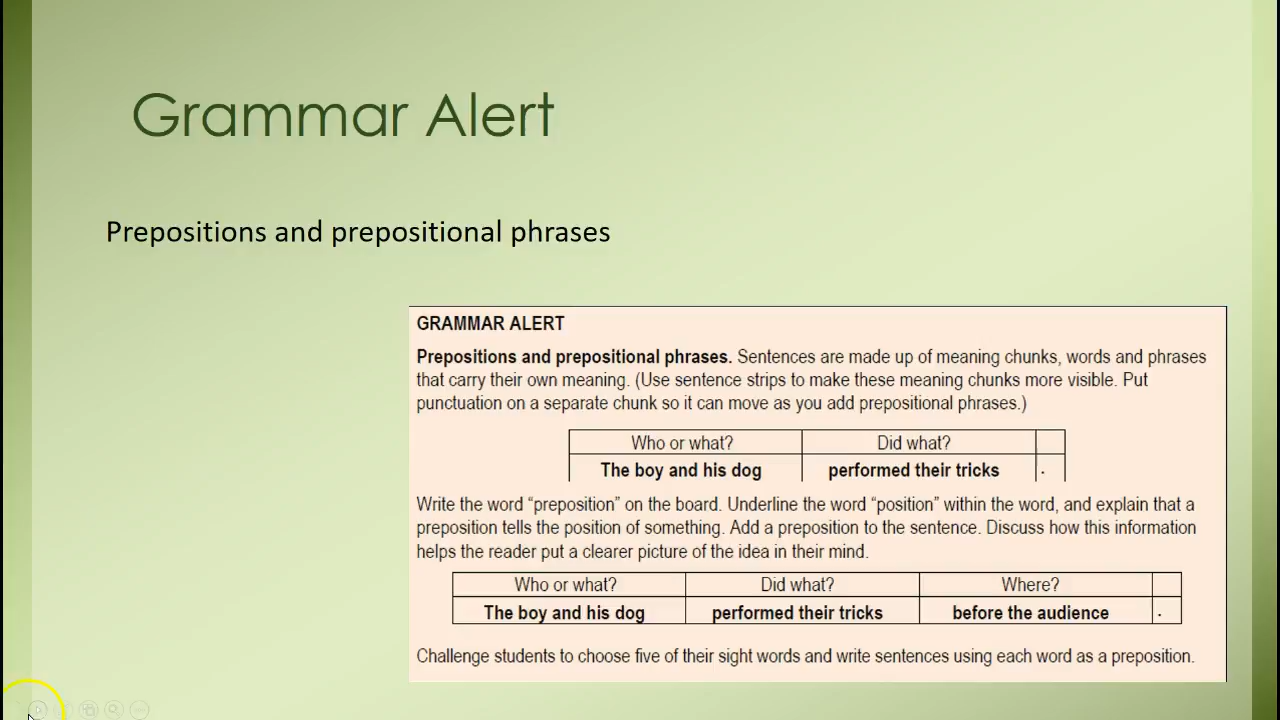 Grammar Alert
Prepositions and prepositional phrases
GRAMMAR ALERT
Prepositions and prepositional phrases. Sentences are made up of meaning chunks, words and phrases
that carry their own meaning. (Use sentence strips to make these meaning chunks more visible. Put
punctuation on a separate chunk so it can move as you add prepositional phrases.)
Who or what? Did what?
The boy and his dog performed their tricks .
Write the word “preposition” on the board. Underline the word “position” within the word, and explain that a
preposition tells the position of something. Add a preposition to the sentence. Discuss how this information
helps the reader put a clearer picture of the idea in their mind.
Who or what? Did what? Where?
The boy and his dog performed their tricks before the audience .
Challenge students to choose five of their sight words and write sentences using each word as a preposition.